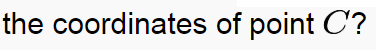 the coordinates of point C?